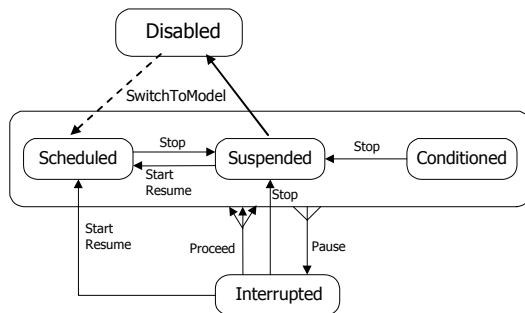 Disabled
SwitchToModel
Scheduled
Stop
Start
Resume
Suspended
Stop
Conditioned
Stop
Start
Resume
Proceed
Pause
Interrupted